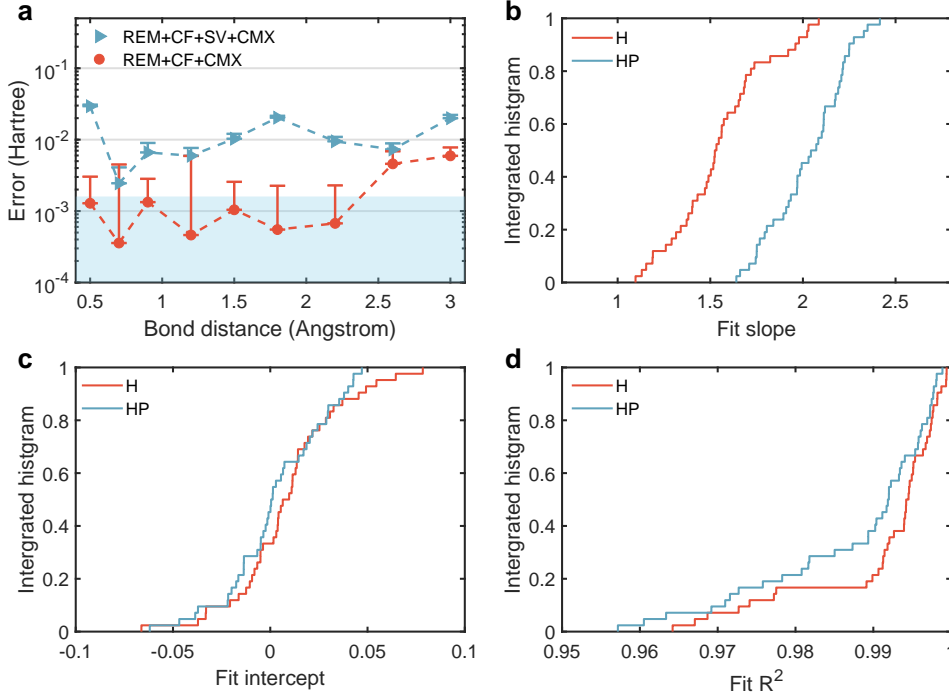 a
REM+CF+SV+CMX
REM+CF+CMX
10^-1
10^-2
10^-3
10^-4
Error (Hartree)
0.5 1 1.5 2 2.5 3
Bond distance (Angstrom)
b
H
HP
1
0.8
0.6
0.4
0.2
0
Intergrated histgram
1 1.5 2 2.5
Fit slope
c
H
HP
1
0.8
0.6
0.4
0.2
0
Intergrated histgram
-0.1 -0.05 0 0.05 0.1
Fit intercept
d
H
HP
1
0.8
0.6
0.4
0.2
0
Intergrated histgram
0.95 0.96 0.97 0.98 0.99 1
Fit R^2